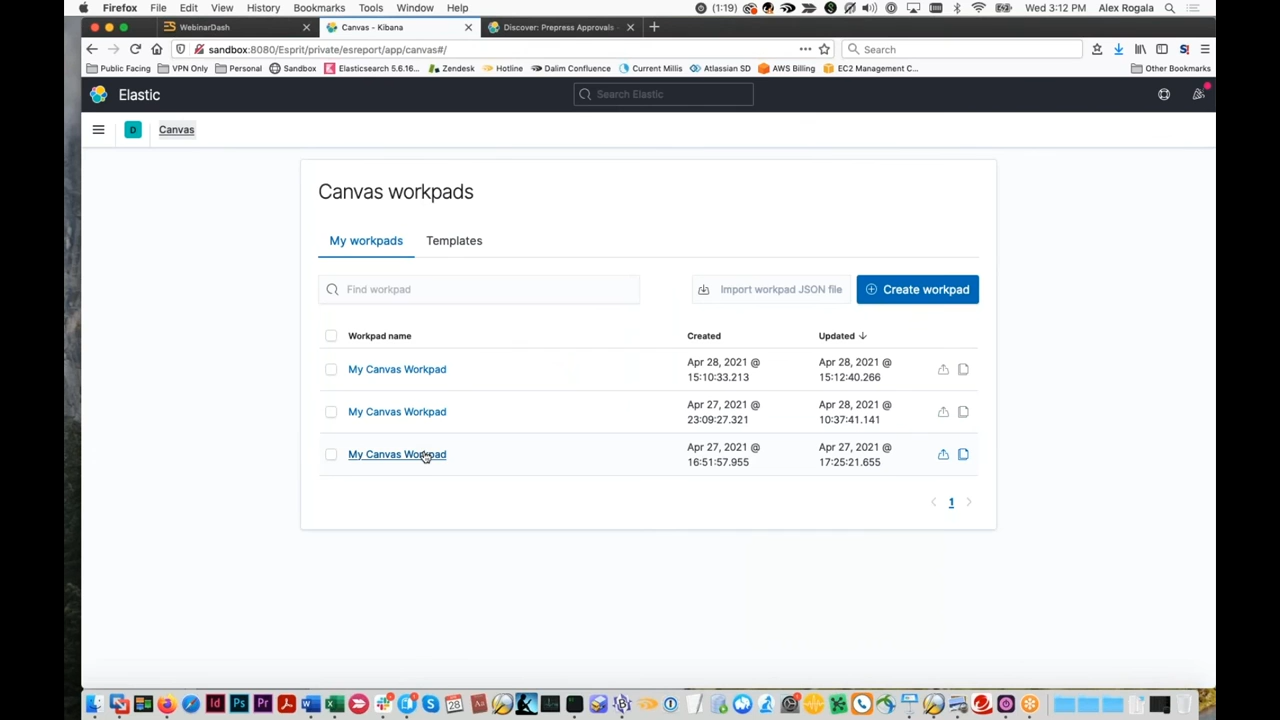 Firefox File Edit View History Bookmarks Tools Window Help (1:19) Wed 3:12 PM Alex Rogala
WebinarDash Canvas - Kibana Discover: Prepress Approvals -
sandbox:8080/Esprit/private/esreport/app/canvas#/ Search
Public Facing VPN Only Personal Sandbox Elasticsearch 5.6.16... Zendesk Hotline Dalim Confluence Current Millis Atlassian SD AWS Billing EC2 Management C... Other Bookmarks
Elastic Search Elastic
D Canvas
Canvas workpads
My workpads Templates
Find workpad Import workpad JSON file Create workpad
Workpad name Created Updated
My Canvas Workpad Apr 28, 2021 @ 15:10:33.213 Apr 28, 2021 @ 15:12:40.266
My Canvas Workpad Apr 27, 2021 @ 23:09:27.321 Apr 28, 2021 @ 10:37:41.141
My Canvas Workpad Apr 27, 2021 @ 16:51:57.955 Apr 27, 2021 @ 17:25:21.655
1
Id Ps Pr W X S 28